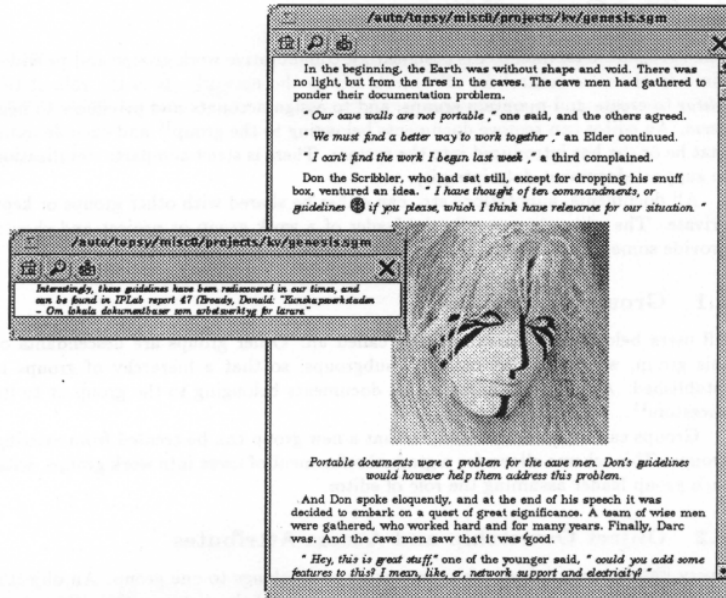 /auto/topsy/misc0/projects/kv/genesis.sgm
In the beginning, the Earth was without shape and void. There was
no light, but from the fires in the caves. The cave men had gathered to
ponder their documentation problem.
" Our cave walls are not portable ," one said, and the others agreed.
" We must find a better way to work together ," an Elder continued.
" I can't find the work I began last week ," a third complained.
Don the Scribbler, who had sat still, except for dropping his snuff
box, ventured an idea. " I have thought of ten commandments, or
guidelines if you please, which I think have relevance for our situation. "
/auto/topsy/misc0/projects/kv/genesis.sgm
Interestingly, these guidelines have been rediscovered in our times, and
can be found in IPLab report 47 (Broady, Donald: "Kunskapsverkstaden
- Om lokala dokumentbaser som arbetsverktyg för lärare"
Portable documents were a problem for the cave men. Don's guidelines
would however help them address this problem.
And Don spoke eloquently, and at the end of his speech it was
decided to embark on a quest of great significance. A team of wise men
were gathered, who worked hard and for many years. Finally, Darc
was. And the cave men saw that it was good.
" Hey, this is great stuff," one of the younger said, " could you add some
features to this? I mean, like, er, network support and electricity? "